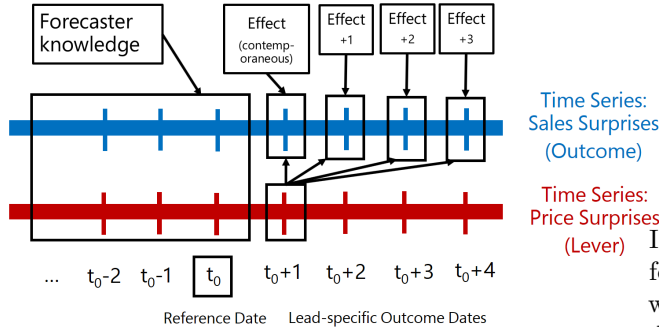 Forecaster
knowledge
Effect
(contemp-
oraneous)
Effect
+1
Effect
+2
Effect
+3
Time Series:
Sales Surprises
(Outcome)
Time Series:
Price Surprises
(Lever)
... t₀-2 t₀-1 t₀ t₀+1 t₀+2 t₀+3 t₀+4
Reference Date Lead-specific Outcome Dates